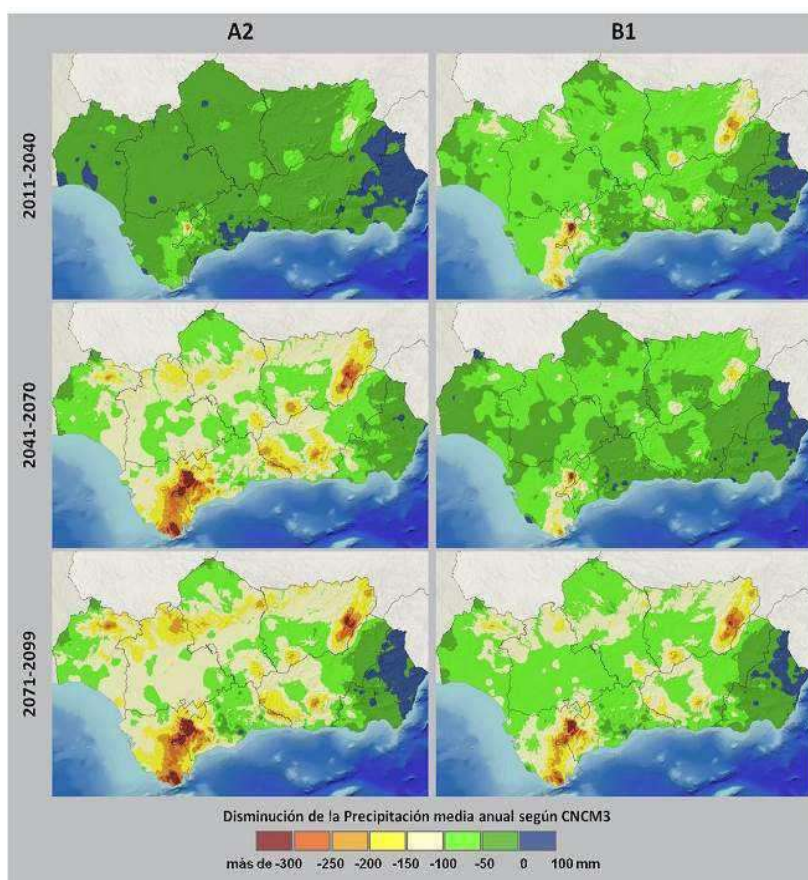 A2 B1
2011-2040
2041-2070
2071-2099
Disminución de la Precipitación media anual según CNCM3
màs de -300 -250 -200 -150 -100 -50 0 100 mm